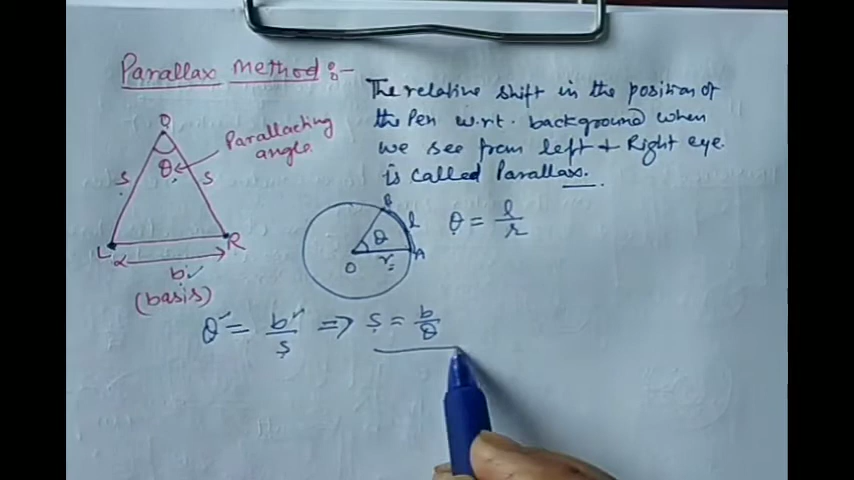 Parallax method :-
The relative shift in the position of
the Pen w.r.t. background when
we see from left & Right eye.
is called Parallax.
O
Parallacting
angle.
θ
S
S
L
R
b
(basis)
B
l
θ
O
r
A
θ = l/r
θ = b/s => s = b/θ